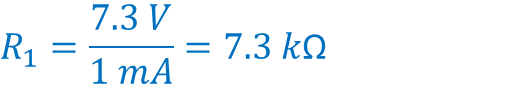 R₁ = 7.3 V / 1 mA = 7.3 kΩ